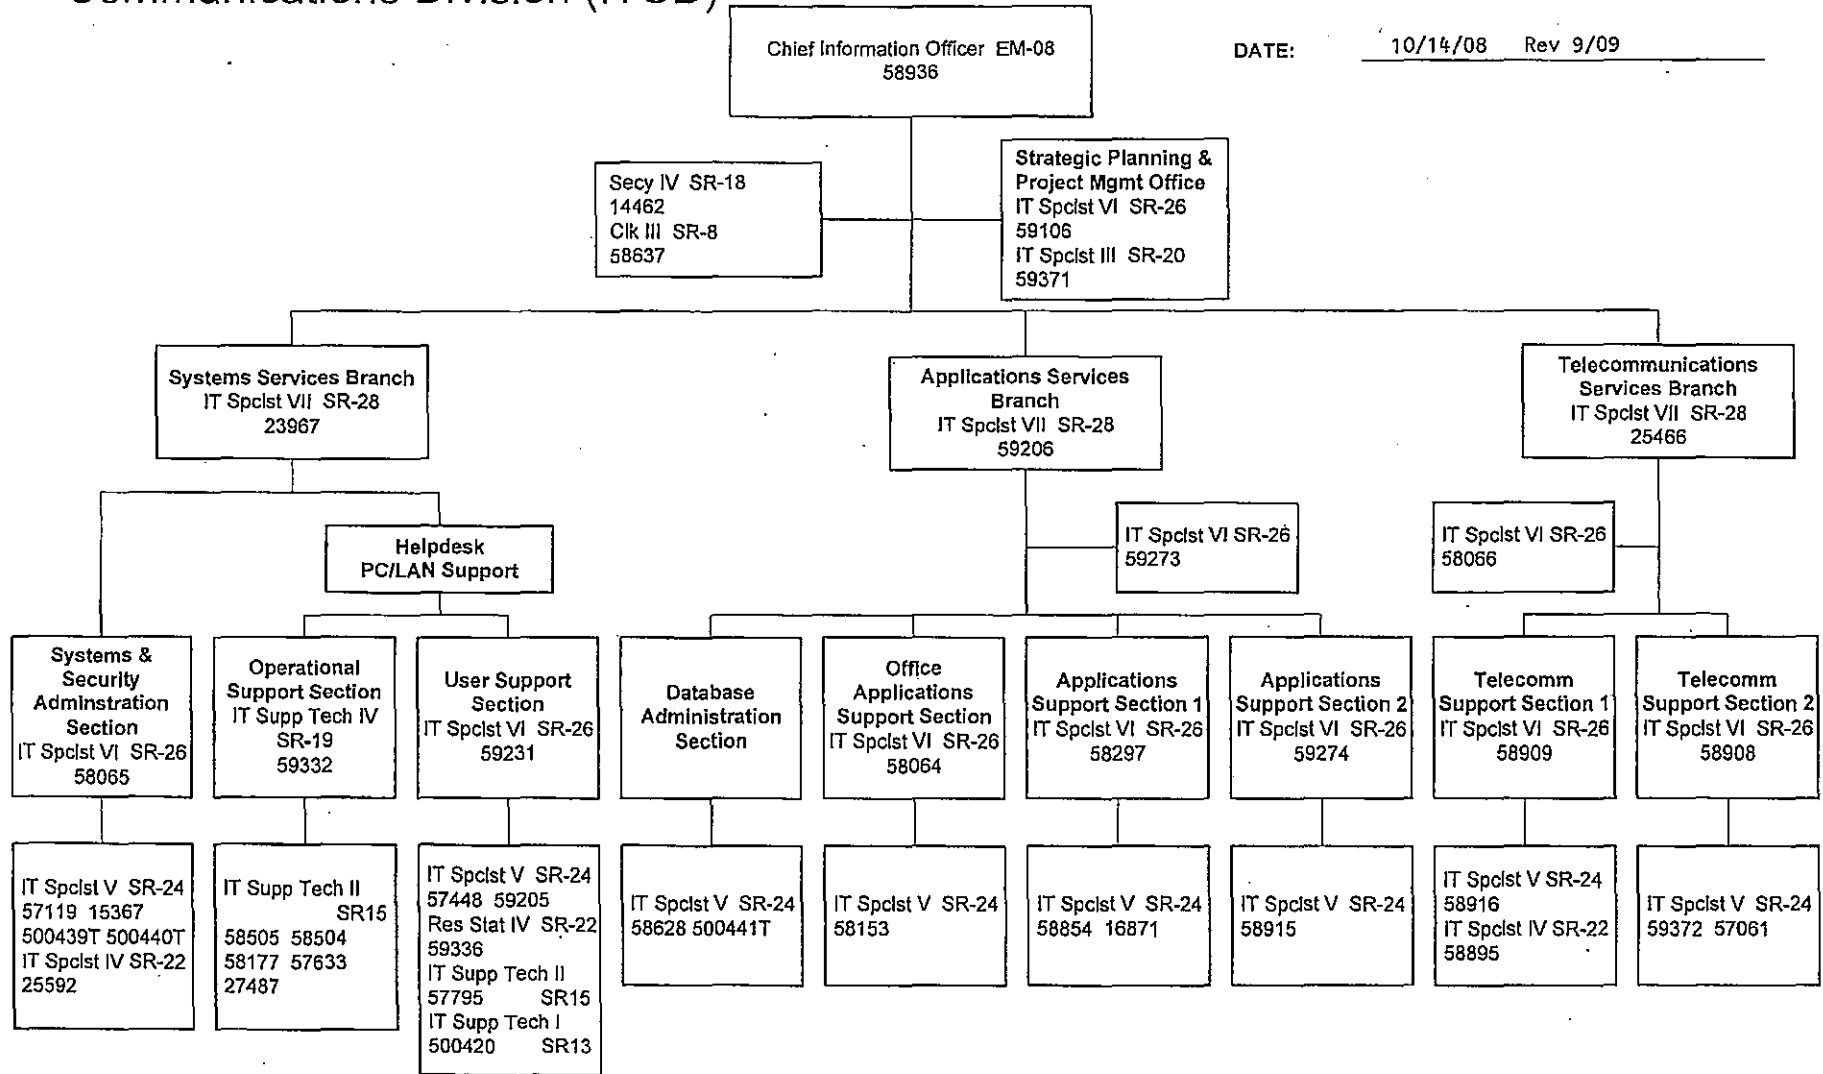 Communications Division (ITCD)
Chief Information Officer EM-08
58936
DATE: 10/14/08 Rev 9/09
Secy IV SR-18
14462
Clk III SR-8
58637
Strategic Planning &
Project Mgmt Office
IT Spclst VI SR-26
59106
IT Spclst III SR-20
59371
Systems Services Branch
IT Spclst VII SR-28
23967
Applications Services
Branch
IT Spclst VII SR-28
59206
Telecommunications
Services Branch
IT Spclst VII SR-28
25466
Helpdesk
PC/LAN Support
IT Spclst VI SR-26
59273
IT Spclst VI SR-26
58066
Systems &
Security
Adminstration
Section
IT Spclst VI SR-26
58065
Operational
Support Section
IT Supp Tech IV
SR-19
59332
User Support
Section
IT Spclst VI SR-26
59231
Database
Administration
Section
Office
Applications
Support Section
IT Spclst VI SR-26
58064
Applications
Support Section 1
IT Spclst VI SR-26
58297
Applications
Support Section 2
IT Spclst VI SR-26
59274
Telecomm
Support Section 1
IT Spclst VI SR-26
58909
Telecomm
Support Section 2
IT Spclst VI SR-26
58908
IT Spclst V SR-24
57119 15367
500439T 500440T
IT Spclst IV SR-22
25592
IT Supp Tech II
SR15
58505 58504
58177 57633
27487
IT Spclst V SR-24
57448 59205
Res Stat IV SR-22
59336
IT Supp Tech II
57795 SR15
IT Supp Tech I
500420 SR13
IT Spclst V SR-24
58628 500441T
IT Spclst V SR-24
58153
IT Spclst V SR-24
58854 16871
IT Spclst V SR-24
58915
IT Spclst V SR-24
58916
IT Spclst IV SR-22
58895
IT Spclst V SR-24
59372 57061